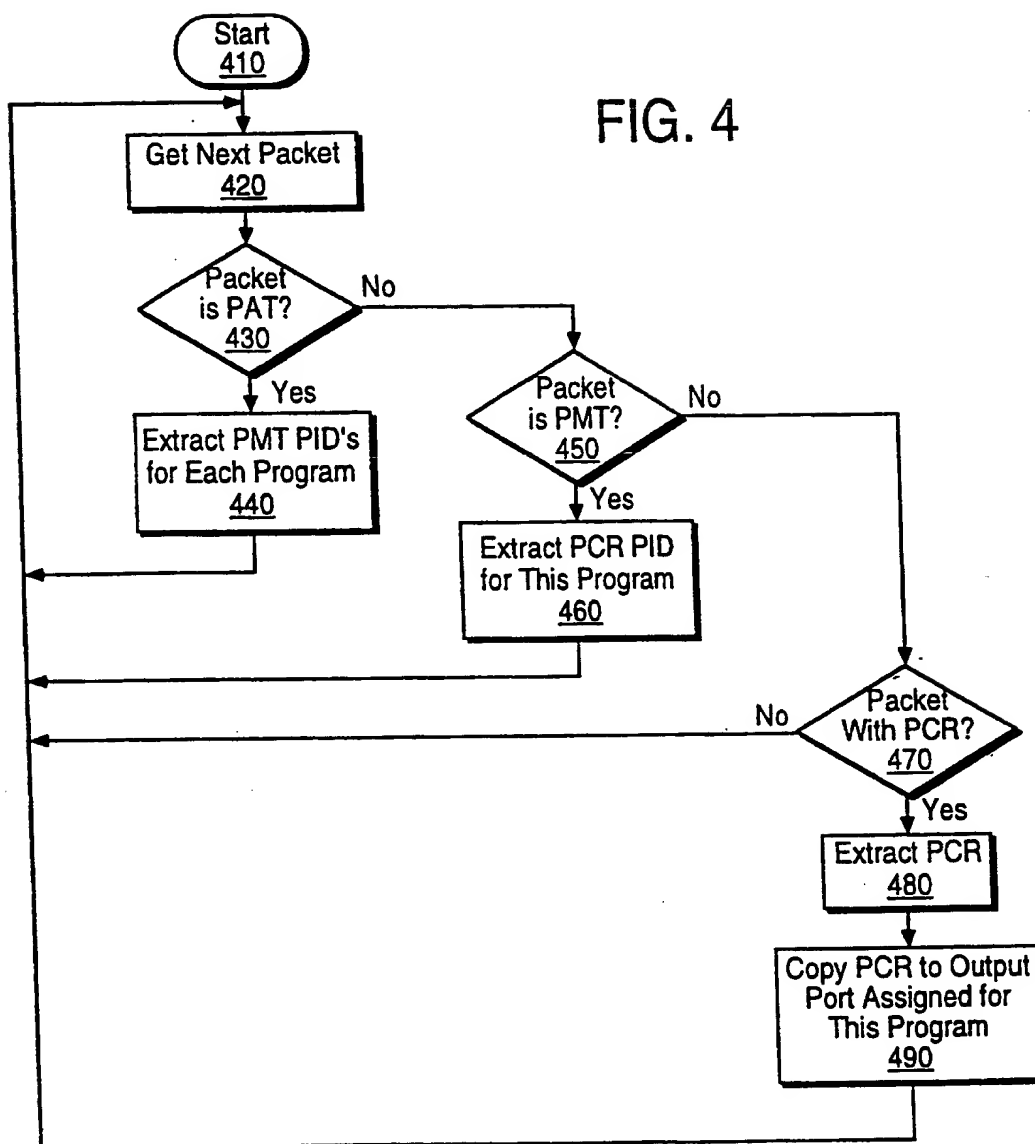 Start
410
FIG. 4
Get Next Packet
420
Packet
is PAT?
430
No
Yes
Extract PMT PID's
for Each Program
440
Packet
is PMT?
450
No
Yes
Extract PCR PID
for This Program
460
Packet
With PCR?
470
No
Yes
Extract PCR
480
Copy PCR to Output
Port Assigned for
This Program
490